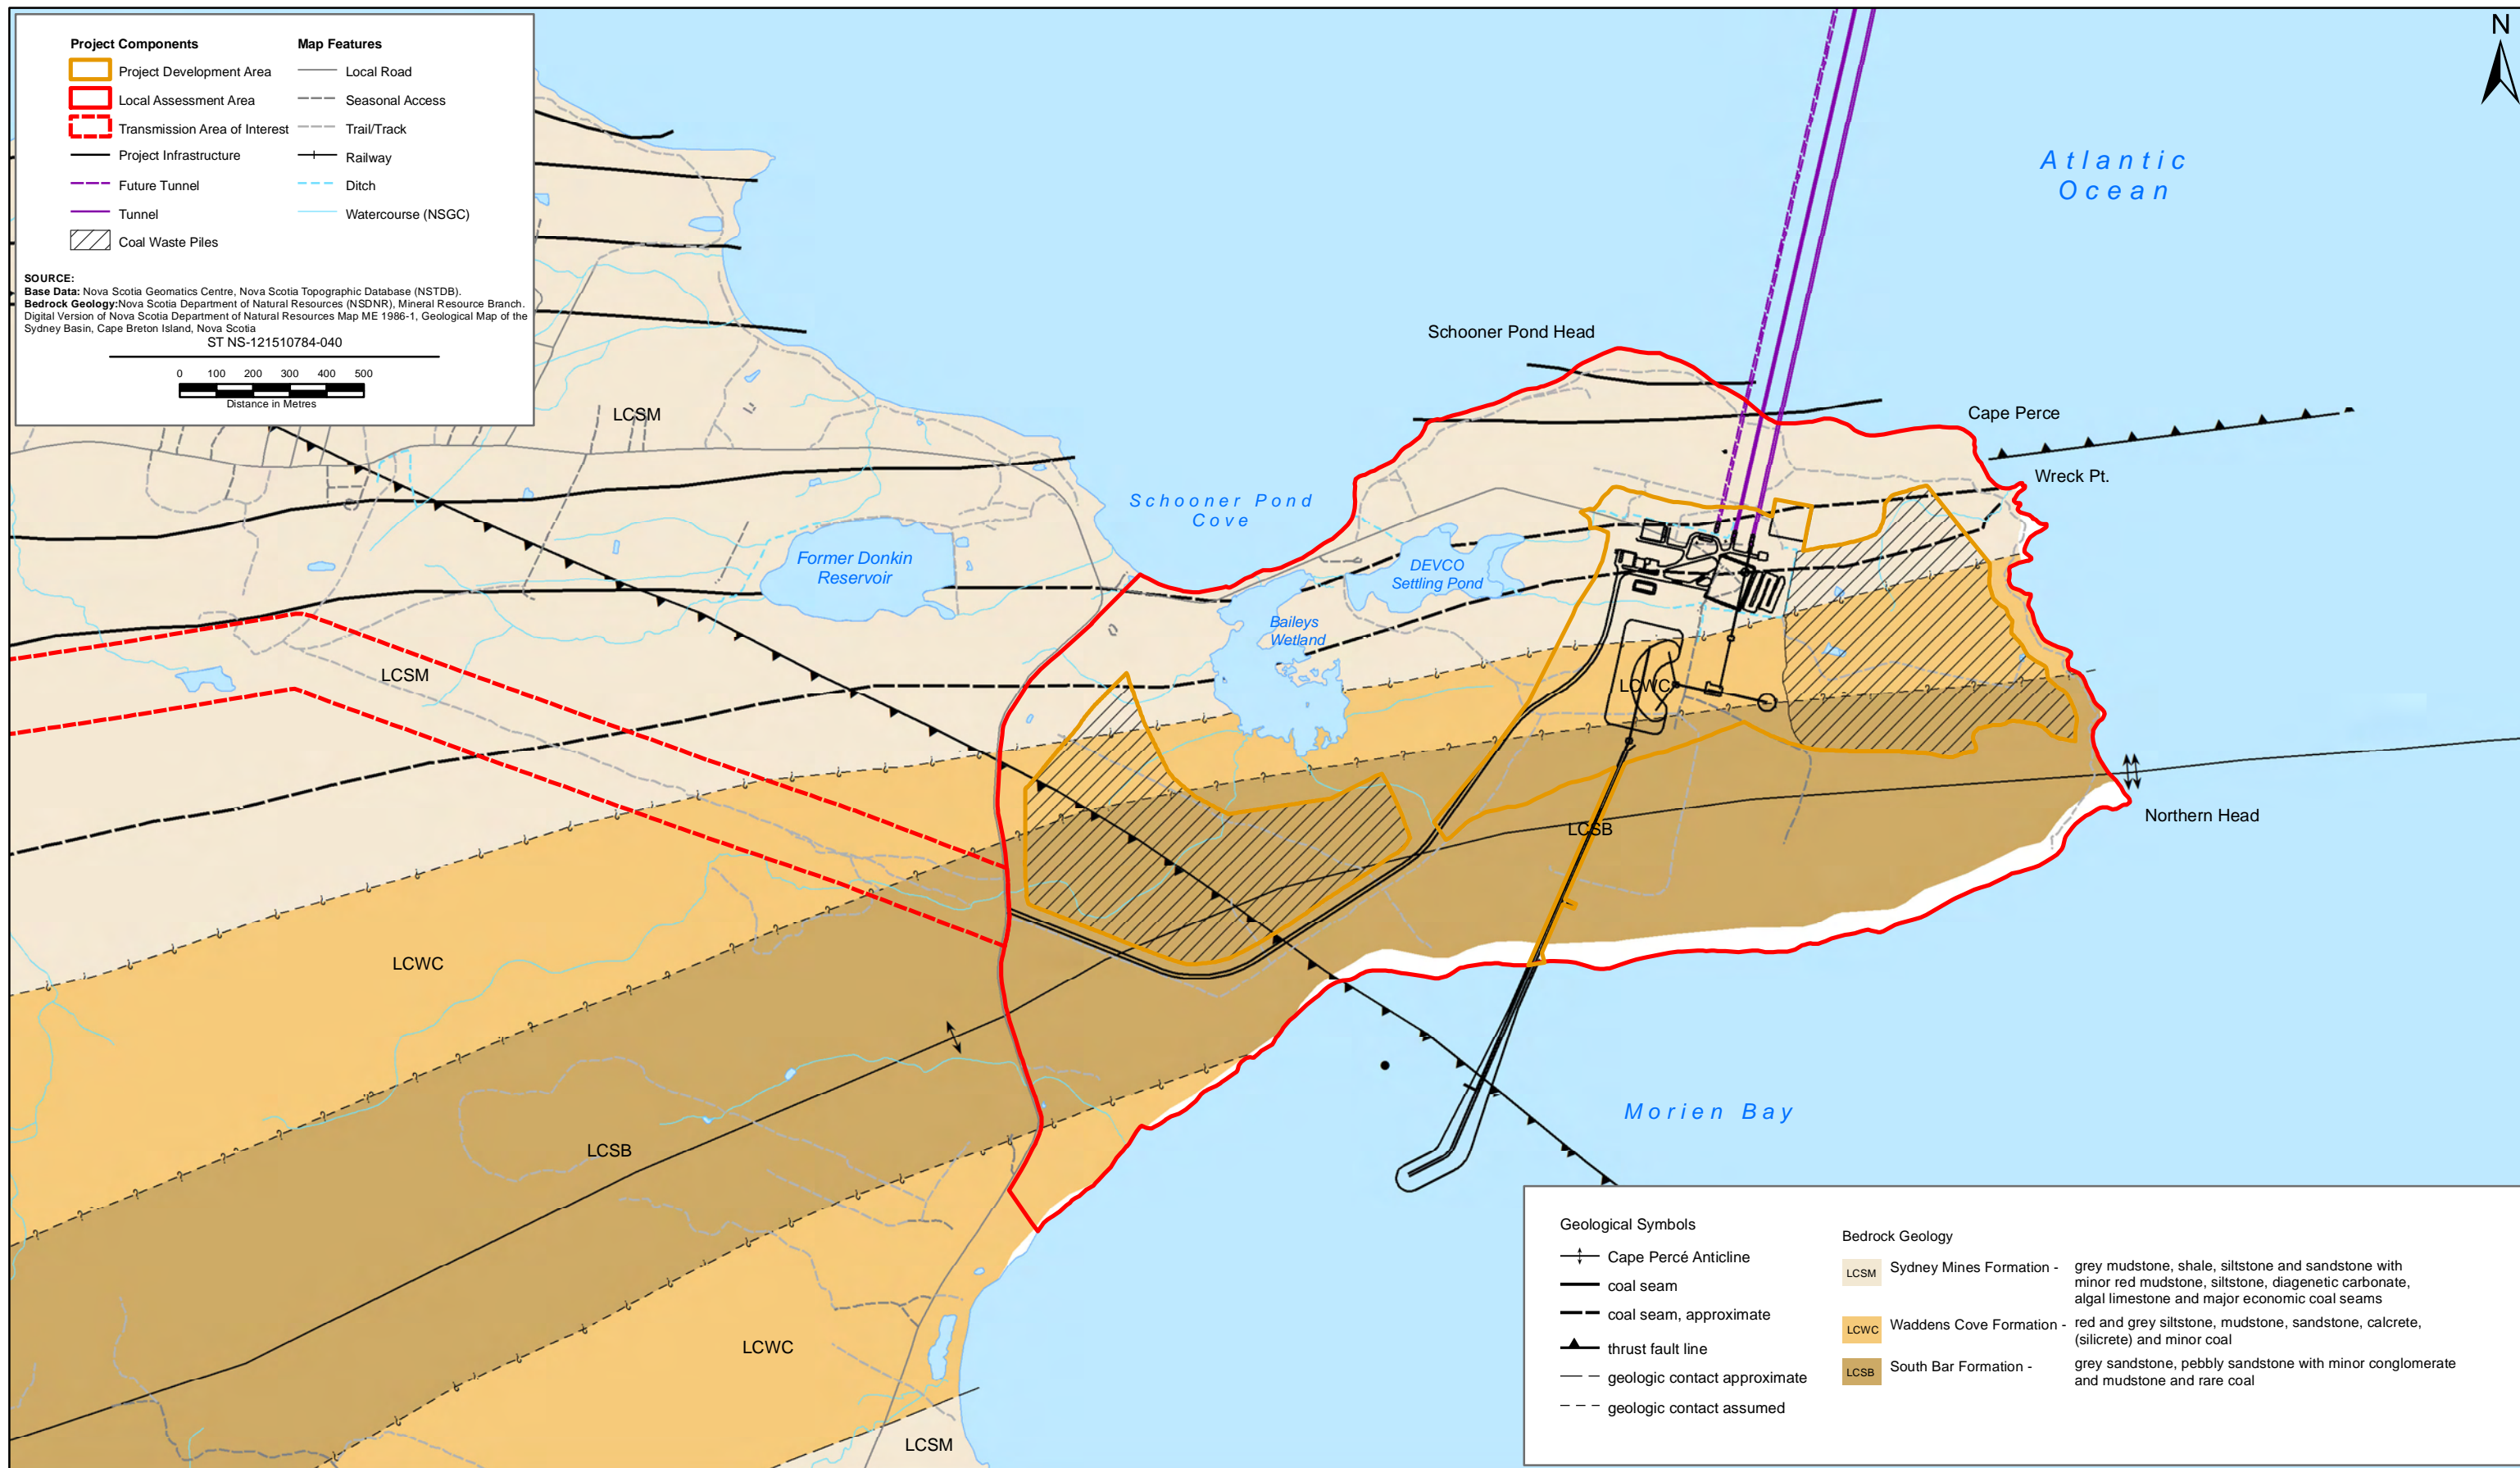 Project Components
Project Development Area
Local Assessment Area
Transmission Area of Interest
Project Infrastructure
Future Tunnel
Tunnel
Coal Waste Piles
Map Features
Local Road
Seasonal Access
Trail/Track
Railway
Ditch
Watercourse (NSGC)
SOURCE:
Base Data: Nova Scotia Geomatics Centre, Nova Scotia Topographic Database (NSTDB).
Bedrock Geology:Nova Scotia Department of Natural Resources (NSDNR), Mineral Resource Branch.
Digital Version of Nova Scotia Department of Natural Resources Map ME 1986-1, Geological Map of the
Sydney Basin, Cape Breton Island, Nova Scotia
ST NS-121510784-040
0 100 200 300 400 500
Distance in Metres
N
Atlantic
Ocean
Schooner Pond Head
Cape Perce
Wreck Pt.
LCSM
Schooner Pond
Cove
Former Donkin
Reservoir
DEVCO
Settling Pond
Baileys
Wetland
LCSM
LCWC
Northern Head
LCSB
LCWC
Morien Bay
LCSB
LCWC
LCSM
Geological Symbols
Cape Percé Anticline
coal seam
coal seam, approximate
thrust fault line
geologic contact approximate
geologic contact assumed
Bedrock Geology
LCSM Sydney Mines Formation - grey mudstone, shale, siltstone and sandstone with
minor red mudstone, siltstone, diagenetic carbonate,
algal limestone and major economic coal seams
LCWC Waddens Cove Formation - red and grey siltstone, mudstone, sandstone, calcrete,
(silicrete) and minor coal
LCSB South Bar Formation - grey sandstone, pebbly sandstone with minor conglomerate
and mudstone and rare coal